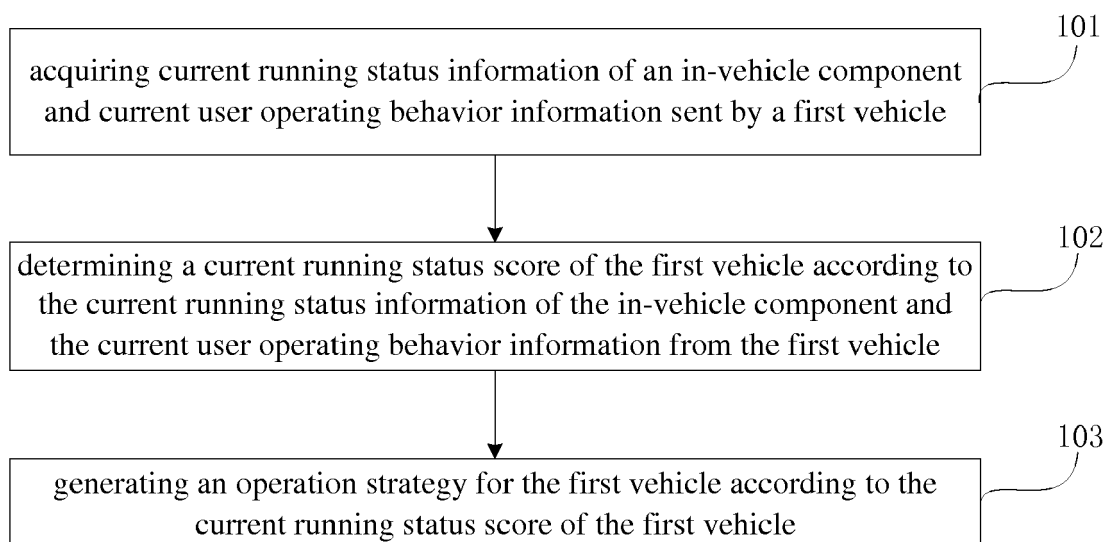 101
acquiring current running status information of an in-vehicle component
and current user operating behavior information sent by a first vehicle
102
determining a current running status score of the first vehicle according to
the current running status information of the in-vehicle component and
the current user operating behavior information from the first vehicle
103
generating an operation strategy for the first vehicle according to the
current running status score of the first vehicle